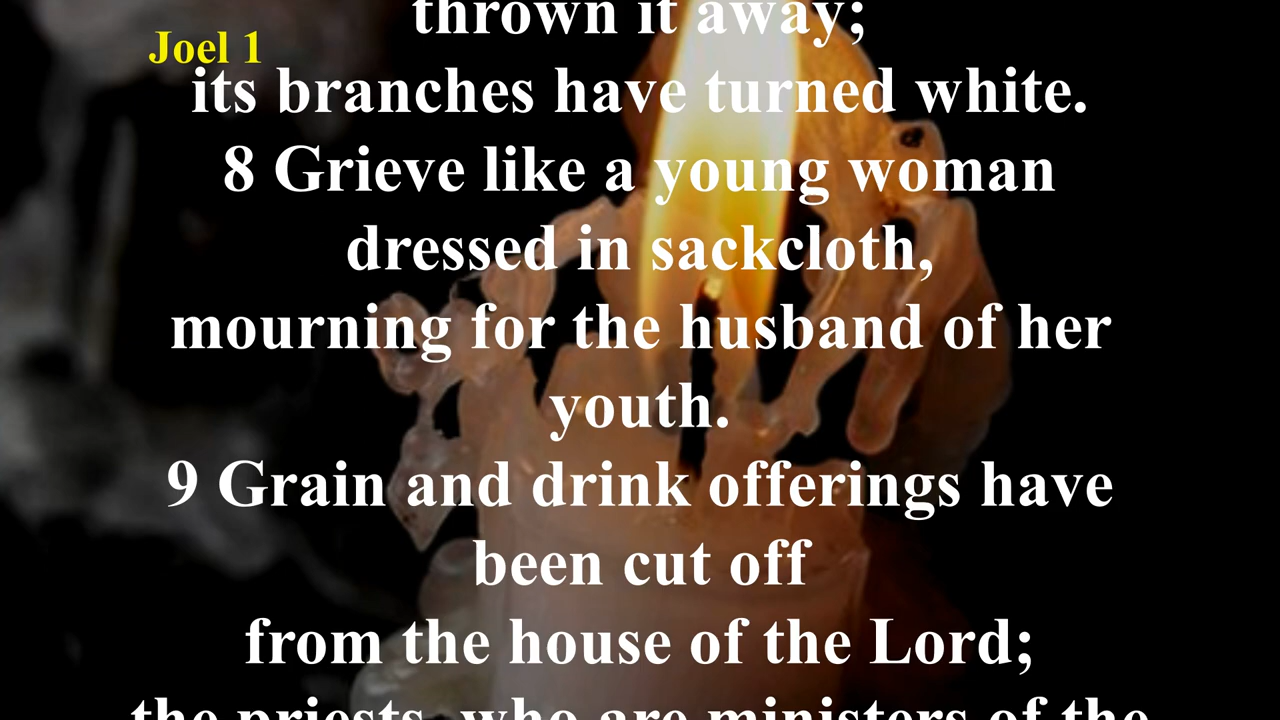 thrown it away;
Joel 1
its branches have turned white.
8 Grieve like a young woman
dressed in sackcloth,
mourning for the husband of her
youth.
9 Grain and drink offerings have
been cut off
from the house of the Lord;
the priests, who are ministers of the